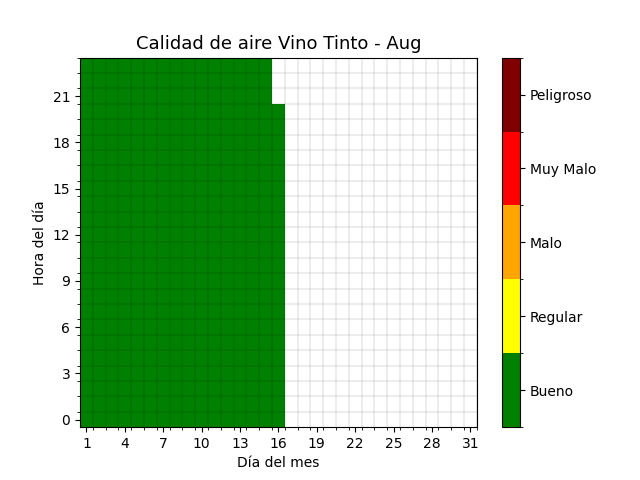 Calidad de aire Vino Tinto - Aug
Hora del día
21
18
15
12
9
6
3
0
1 4 7 10 13 16 19 22 25 28 31
Día del mes
Peligroso
Muy Malo
Malo
Regular
Bueno